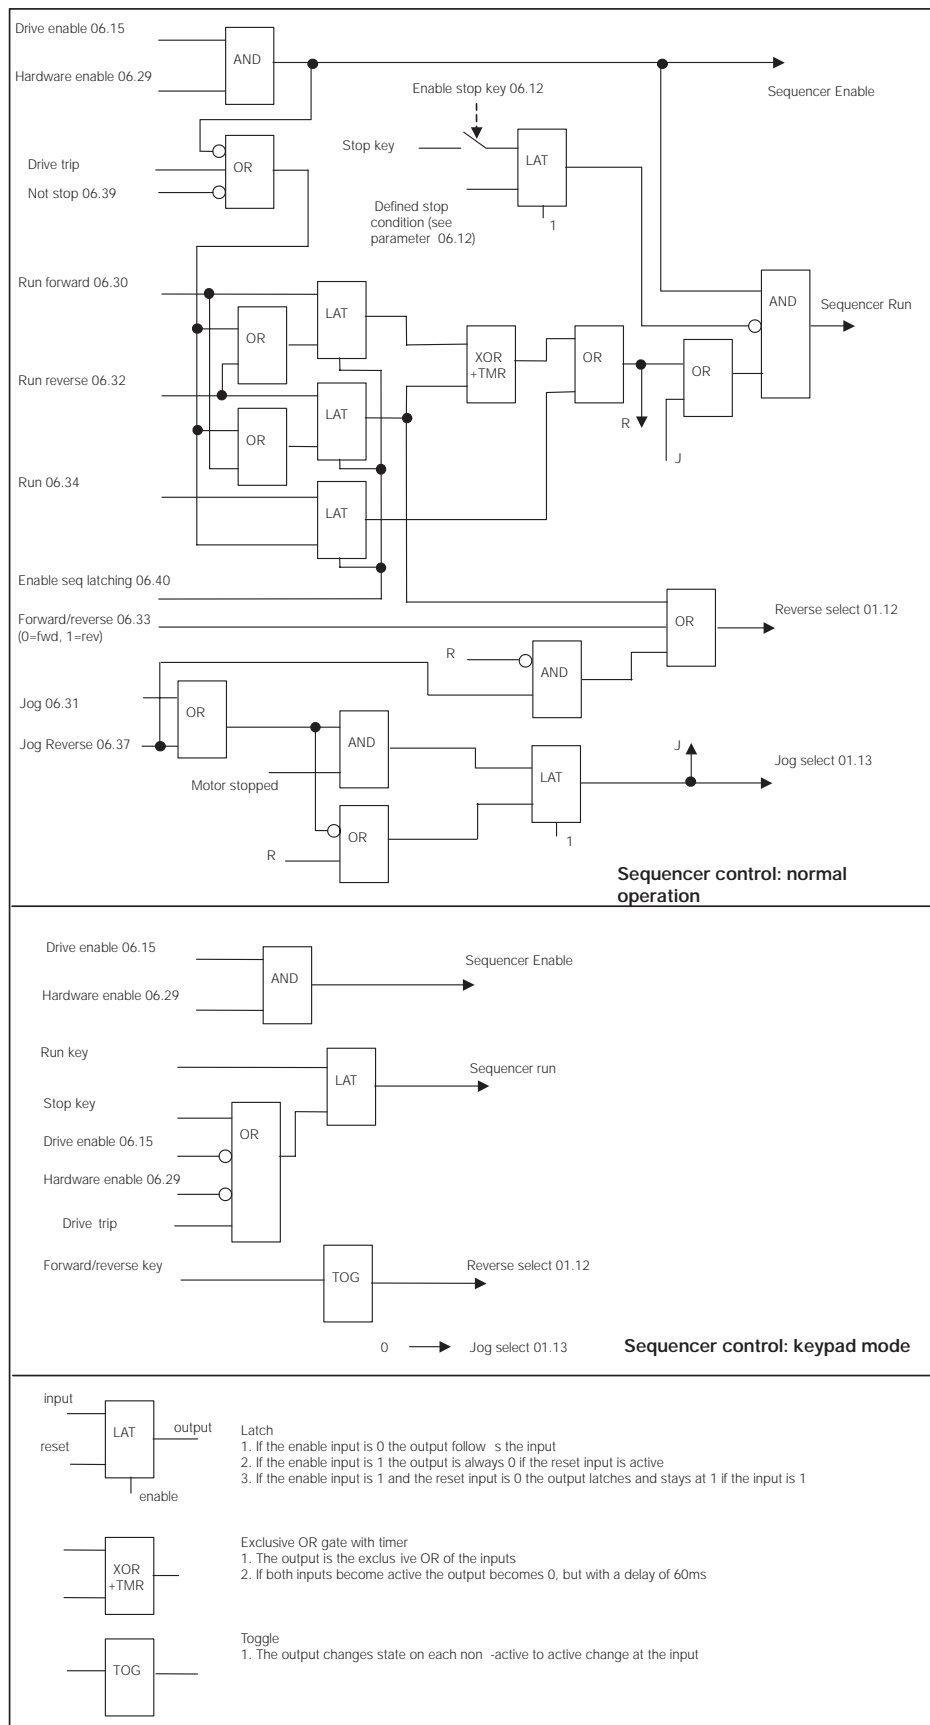 Drive enable 06.15
AND
Hardware enable 06.29
Sequencer Enable
Enable stop key 06.12
Stop key
LAT
Drive trip
OR
Not stop 06.39
Defined stop
condition (see
parameter 06.12)
1
Run forward 06.30
LAT
AND
Sequencer Run
OR
XOR
+TMR
OR
OR
Run reverse 06.32
LAT
R
OR
J
Run 06.34
LAT
Enable seq latching 06.40
Forward/reverse 06.33
(0=fwd, 1=rev)
OR
Reverse select 01.12
R
AND
Jog 06.31
OR
Jog Reverse 06.37
AND
J
Jog select 01.13
Motor stopped
LAT
OR
R
1
Sequencer control: normal
operation
Drive enable 06.15
AND
Sequencer Enable
Hardware enable 06.29
Run key
LAT
Sequencer run
Stop key
OR
Drive enable 06.15
Hardware enable 06.29
Drive trip
Forward/reverse key
TOG
Reverse select 01.12
0
Jog select 01.13
Sequencer control: keypad mode
input
LAT
output
reset
enable
Latch
1. If the enable input is 0 the output follow s the input
2. If the enable input is 1 the output is always 0 if the reset input is active
3. If the enable input is 1 and the reset input is 0 the output latches and stays at 1 if the input is 1
XOR
+TMR
Exclusive OR gate with timer
1. The output is the exclus ive OR of the inputs
2. If both inputs become active the output becomes 0, but with a delay of 60ms
TOG
Toggle
1. The output changes state on each non -active to active change at the input